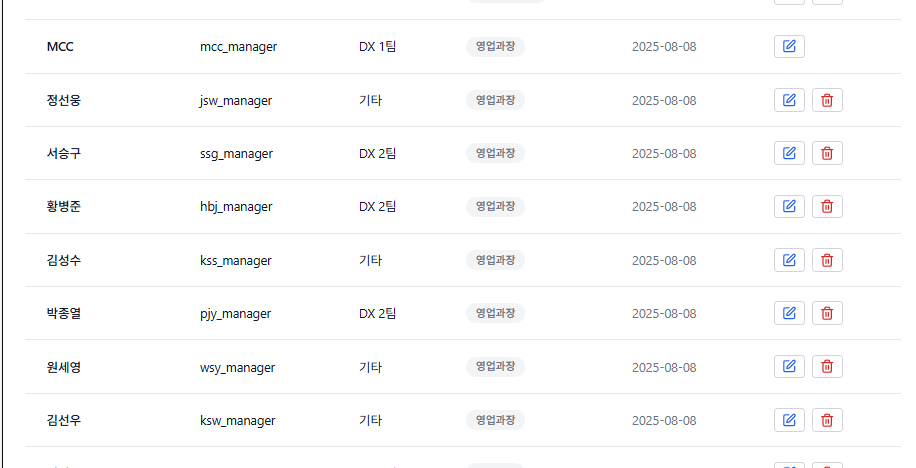 MCC mcc_manager DX 1팀 영업과장 2025-08-08
정선웅 jsw_manager 기타 영업과장 2025-08-08
서승구 ssg_manager DX 2팀 영업과장 2025-08-08
황병준 hbj_manager DX 2팀 영업과장 2025-08-08
김성수 kss_manager 기타 영업과장 2025-08-08
박종열 pjy_manager DX 2팀 영업과장 2025-08-08
원세영 wsy_manager 기타 영업과장 2025-08-08
김선우 ksw_manager 기타 영업과장 2025-08-08